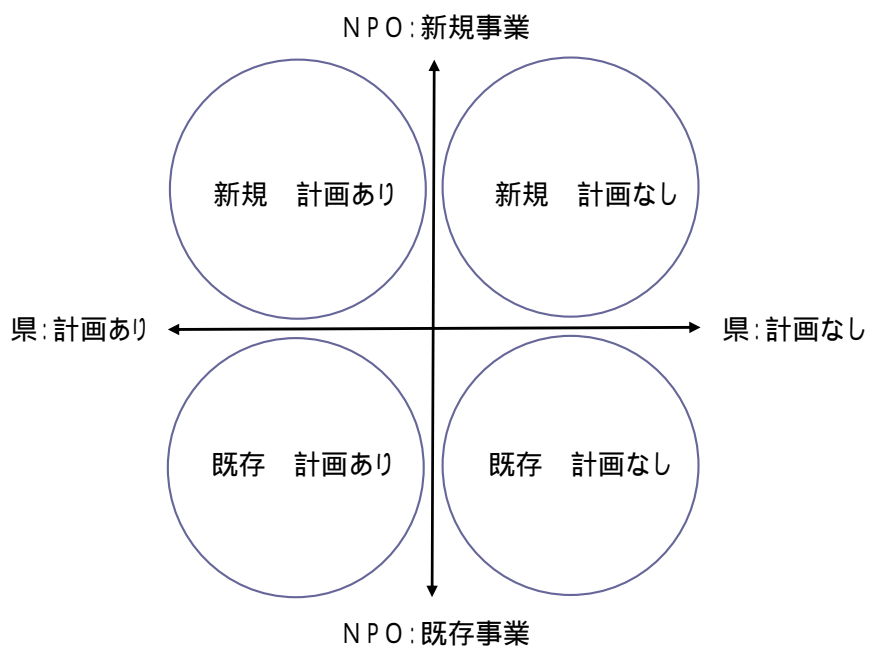 NPO:新規事業
新規　計画あり
新規　計画なし
県:計画あり
県:計画なし
既存　計画あり
既存　計画なし
NPO:既存事業